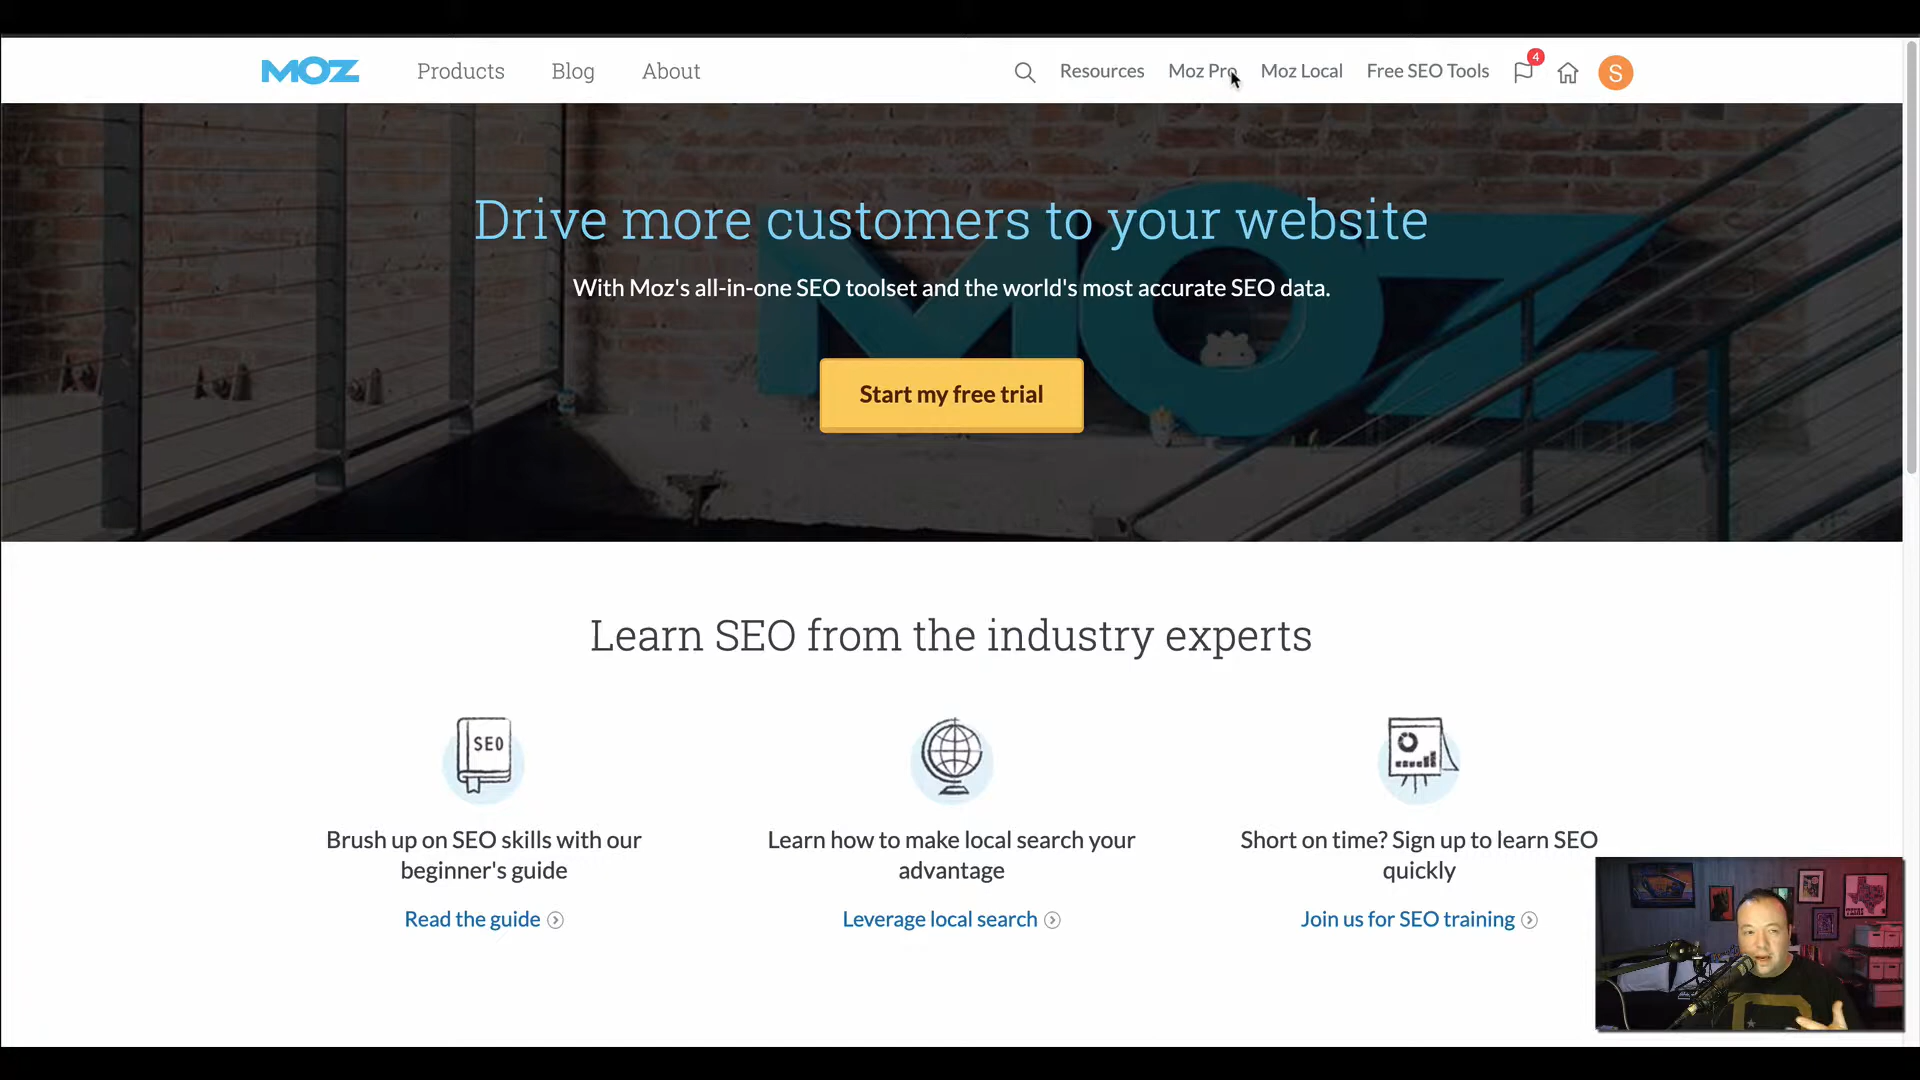 MOZ
Products
Blog
About
Resources
Moz Pro
Moz Local
Free SEO Tools
4
S
Drive more customers to your website
With Moz's all-in-one SEO toolset and the world's most accurate SEO data.
Start my free trial
MOZ
Learn SEO from the industry experts
SEO
Brush up on SEO skills with our
beginner's guide
Read the guide
Learn how to make local search your
advantage
Leverage local search
Short on time? Sign up to learn SEO
quickly
Join us for SEO training